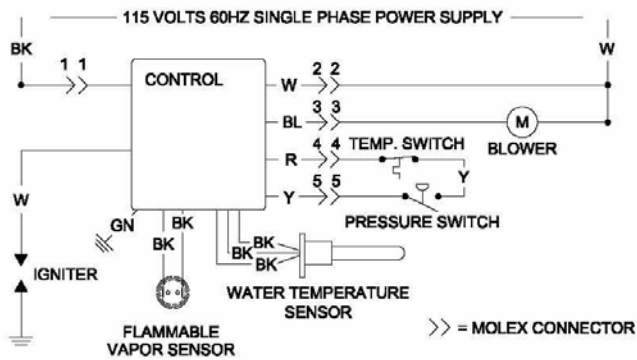 115 VOLTS 60HZ SINGLE PHASE POWER SUPPLY
BK
W
1 1
CONTROL
W
2 2
BL
3 3
M
BLOWER
R
4 4
TEMP. SWITCH
Y
Y
5 5
PRESSURE SWITCH
W
GN
BK
BK
BK
BK
BK
IGNITER
WATER TEMPERATURE
SENSOR
FLAMMABLE
VAPOR SENSOR
>> = MOLEX CONNECTOR